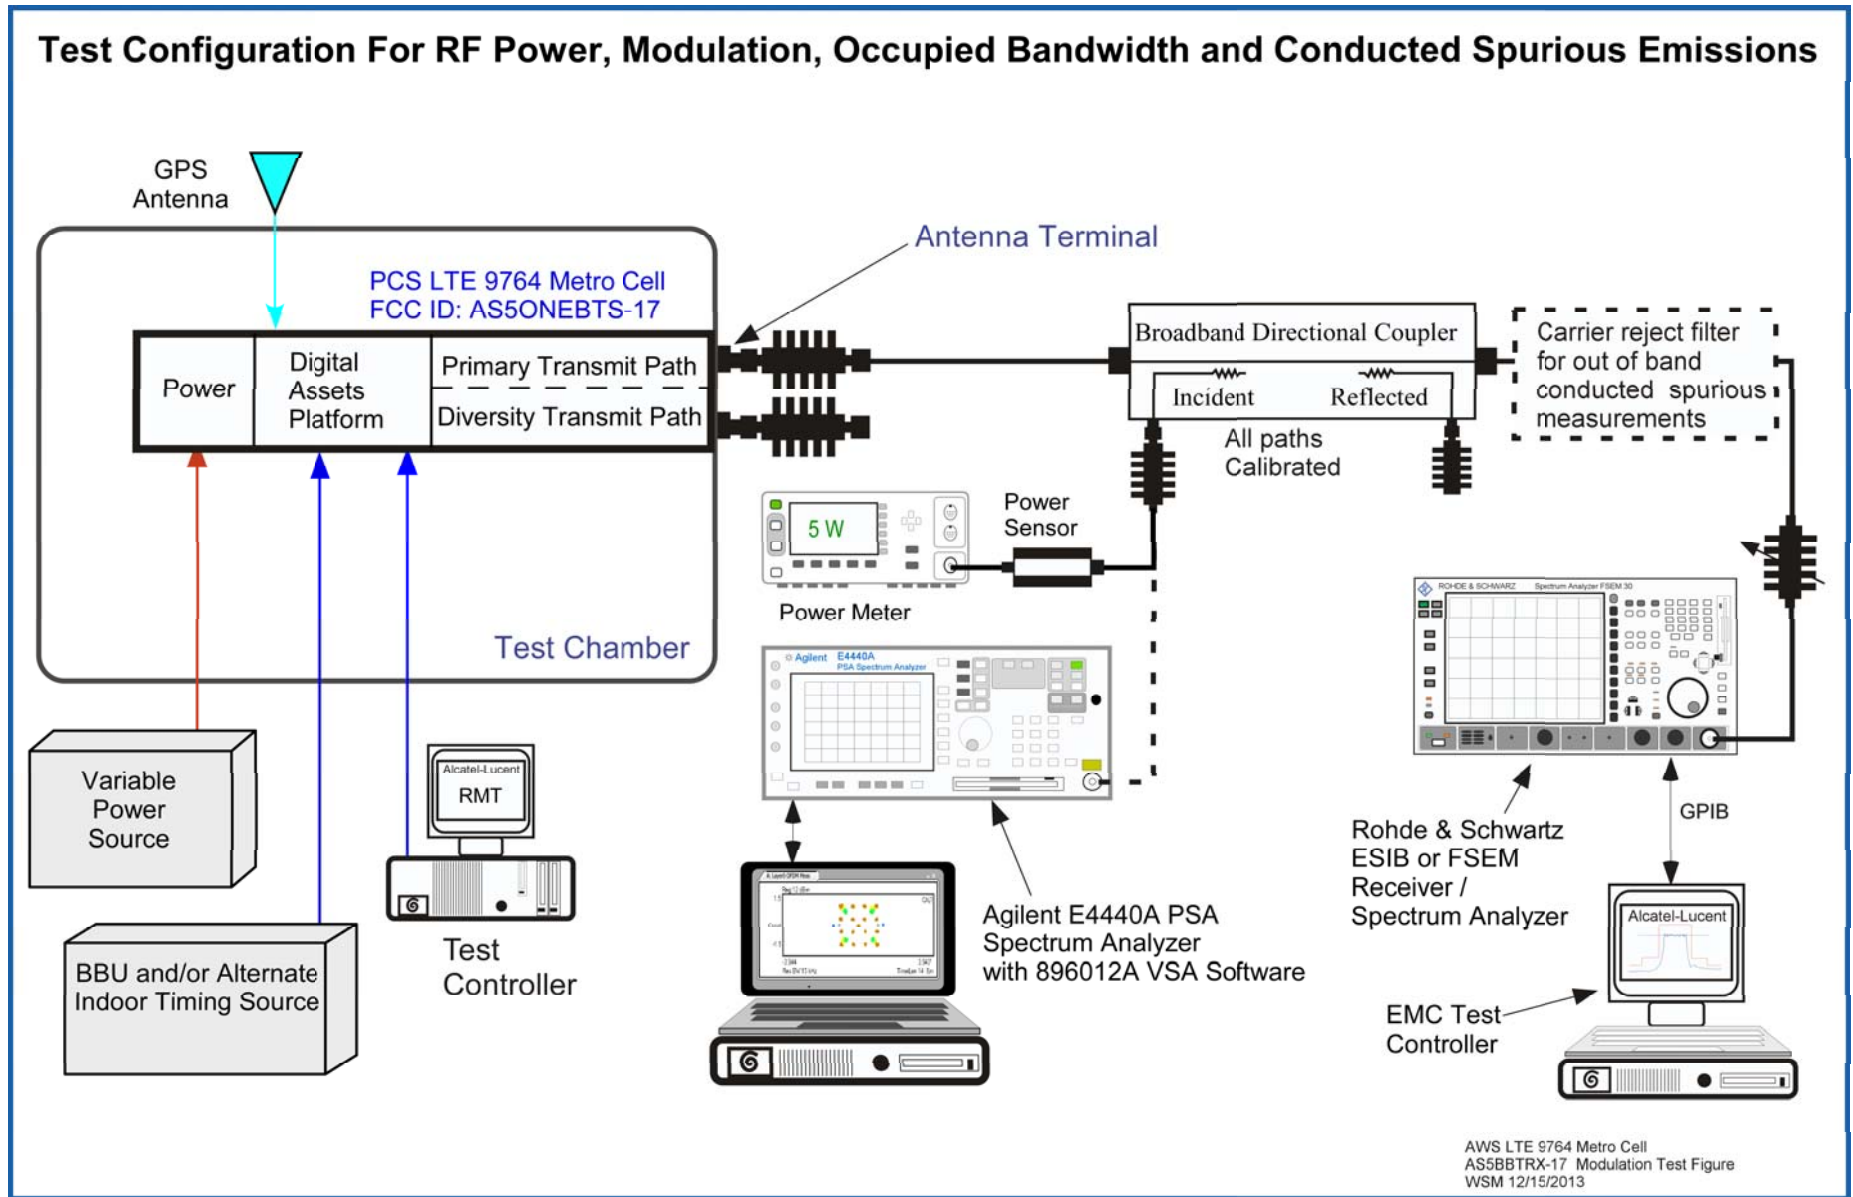 Test Configuration For RF Power, Modulation, Occupied Bandwidth and Conducted Spurious Emissions
GPS
Antenna
Antenna Terminal
PCS LTE 9764 Metro Cell
FCC ID: AS5ONEBTS-17
Power
Digital
Assets
Platform
Primary Transmit Path
Diversity Transmit Path
Broadband Directional Coupler
Incident
Reflected
All paths
Calibrated
Carrier reject filter
for out of band
conducted spurious
measurements
5 W
Power
Sensor
Power Meter
Test Chamber
Agilent E4440A
PSA Spectrum Analyzer
ROHDE & SCHWARZ Spectrum Analyzer FSEM 30
Variable
Power
Source
Alcatel-Lucent
RMT
Test
Controller
BBU and/or Alternate
Indoor Timing Source
Agilent E4440A PSA
Spectrum Analyzer
with 896012A VSA Software
Rohde & Schwartz
ESIB or FSEM
Receiver /
Spectrum Analyzer
GPIB
Alcatel-Lucent
EMC Test
Controller
AWS LTE 9764 Metro Cell
AS5BBTRX-17 Modulation Test Figure
WSM 12/15/2013